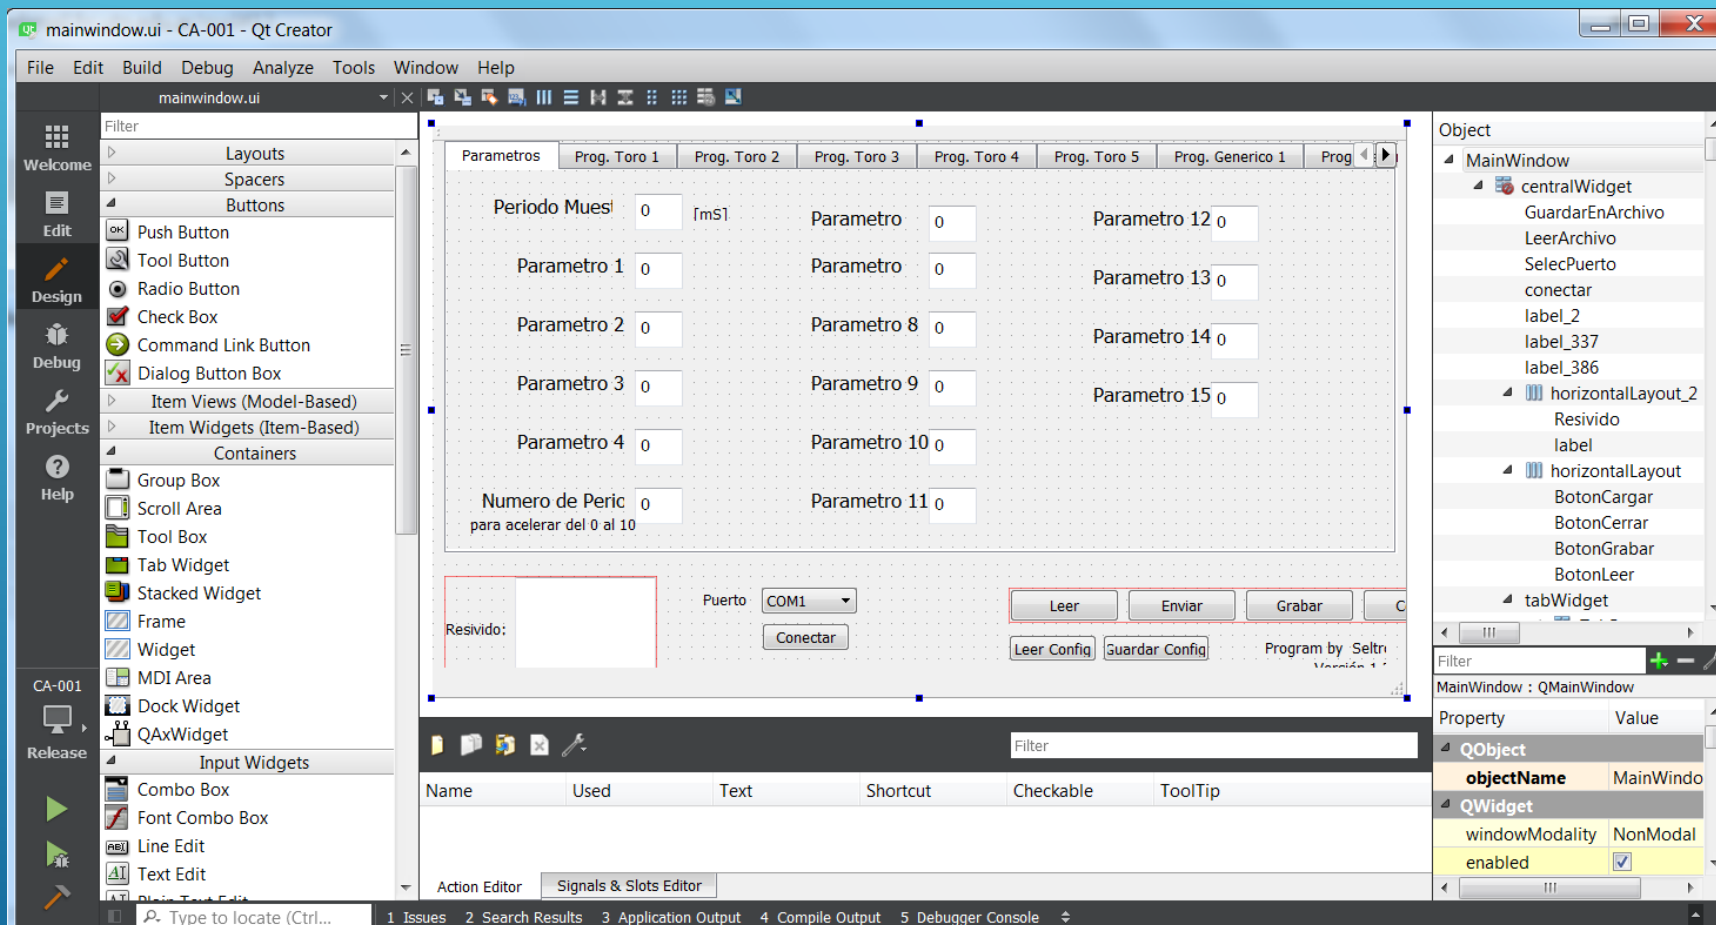 mainwindow.ui - CA-001 - Qt Creator
File Edit Build Debug Analyze Tools Window Help
mainwindow.ui
Welcome
Edit
Design
Debug
Projects
Help
CA-001
Release
Filter
Layouts
Spacers
Buttons
Push Button
Tool Button
Radio Button
Check Box
Command Link Button
Dialog Button Box
Item Views (Model-Based)
Item Widgets (Item-Based)
Containers
Group Box
Scroll Area
Tool Box
Tab Widget
Stacked Widget
Frame
Widget
MDI Area
Dock Widget
QAxWidget
Input Widgets
Combo Box
Font Combo Box
Line Edit
Text Edit
Plain Text Edit
Parametros Prog. Toro 1 Prog. Toro 2 Prog. Toro 3 Prog. Toro 4 Prog. Toro 5 Prog. Generico 1 Prog
Periodo Muest 0 [mS] Parametro 0 Parametro 12 0
Parametro 1 0 Parametro 0 Parametro 13 0
Parametro 2 0 Parametro 8 0 Parametro 14 0
Parametro 3 0 Parametro 9 0 Parametro 15 0
Parametro 4 0 Parametro 10 0
Numero de Peric 0 Parametro 11 0
para acelerar del 0 al 10
Resivido:
Puerto COM1
Conectar
Leer Enviar Grabar C
Leer Config Guardar Config Program by Seltr
Versión 1.
Filter
Name Used Text Shortcut Checkable ToolTip
Action Editor Signals & Slots Editor
Object
MainWindow
centralWidget
GuardarEnArchivo
LeerArchivo
SelecPuerto
conectar
label_2
label_337
label_386
horizontalLayout_2
Resivido
label
horizontalLayout
BotonCargar
BotonCerrar
BotonGrabar
BotonLeer
tabWidget
Filter
MainWindow : QMainWindow
Property Value
QObject
objectName MainWindo
QWidget
windowModality NonModal
enabled
Type to locate (Ctrl... 1 Issues 2 Search Results 3 Application Output 4 Compile Output 5 Debugger Console